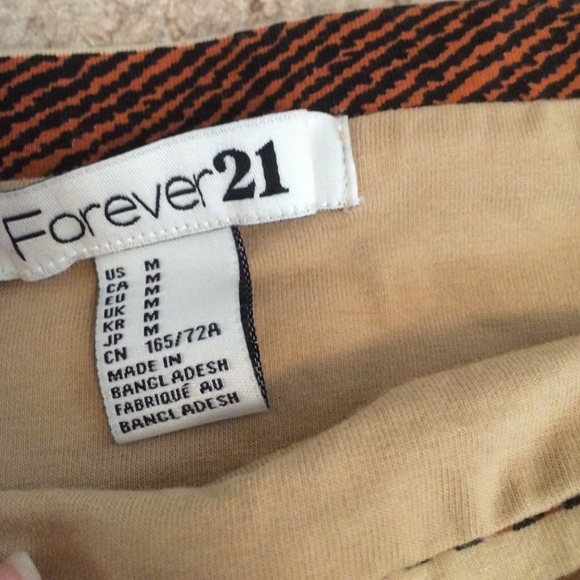 Forever21
US M
CA M
EU M
UK M
KR M
JP M
CN 165/72A
MADE IN
BANGLADESH
FABRIQUÉ AU
BANGLADESH